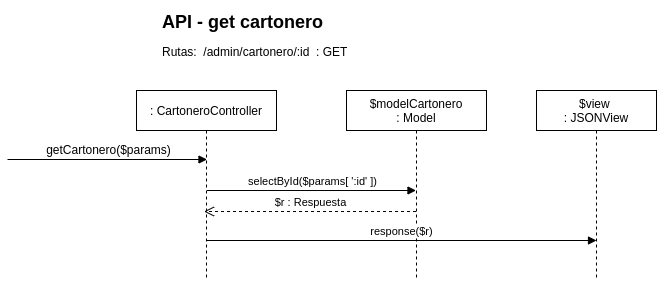 API - get cartonero
Rutas:  /admin/cartonero/:id  : GET
: CartoneroController
$modelCartonero
: Model
$view
: JSONView
getCartonero($params)
selectById($params[ ':id' ])
$r : Respuesta
response($r)